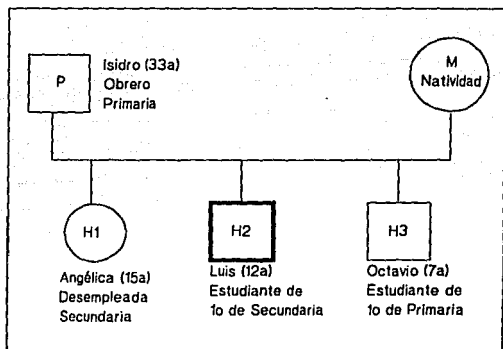 P
Isidro (33a)
Obrero
Primaria
M
Natividad
H1
Angélica (15a)
Desempleada
Secundaria
H2
Luis (12a)
Estudiante de
1o de Secundaria
H3
Octavio (7a)
Estudiante de
1o de Primaria